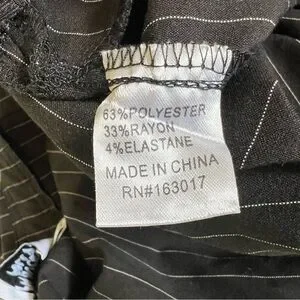 63%POLYESTER
33%RAYON
4%ELASTANE
MADE IN CHINA
RN#163017